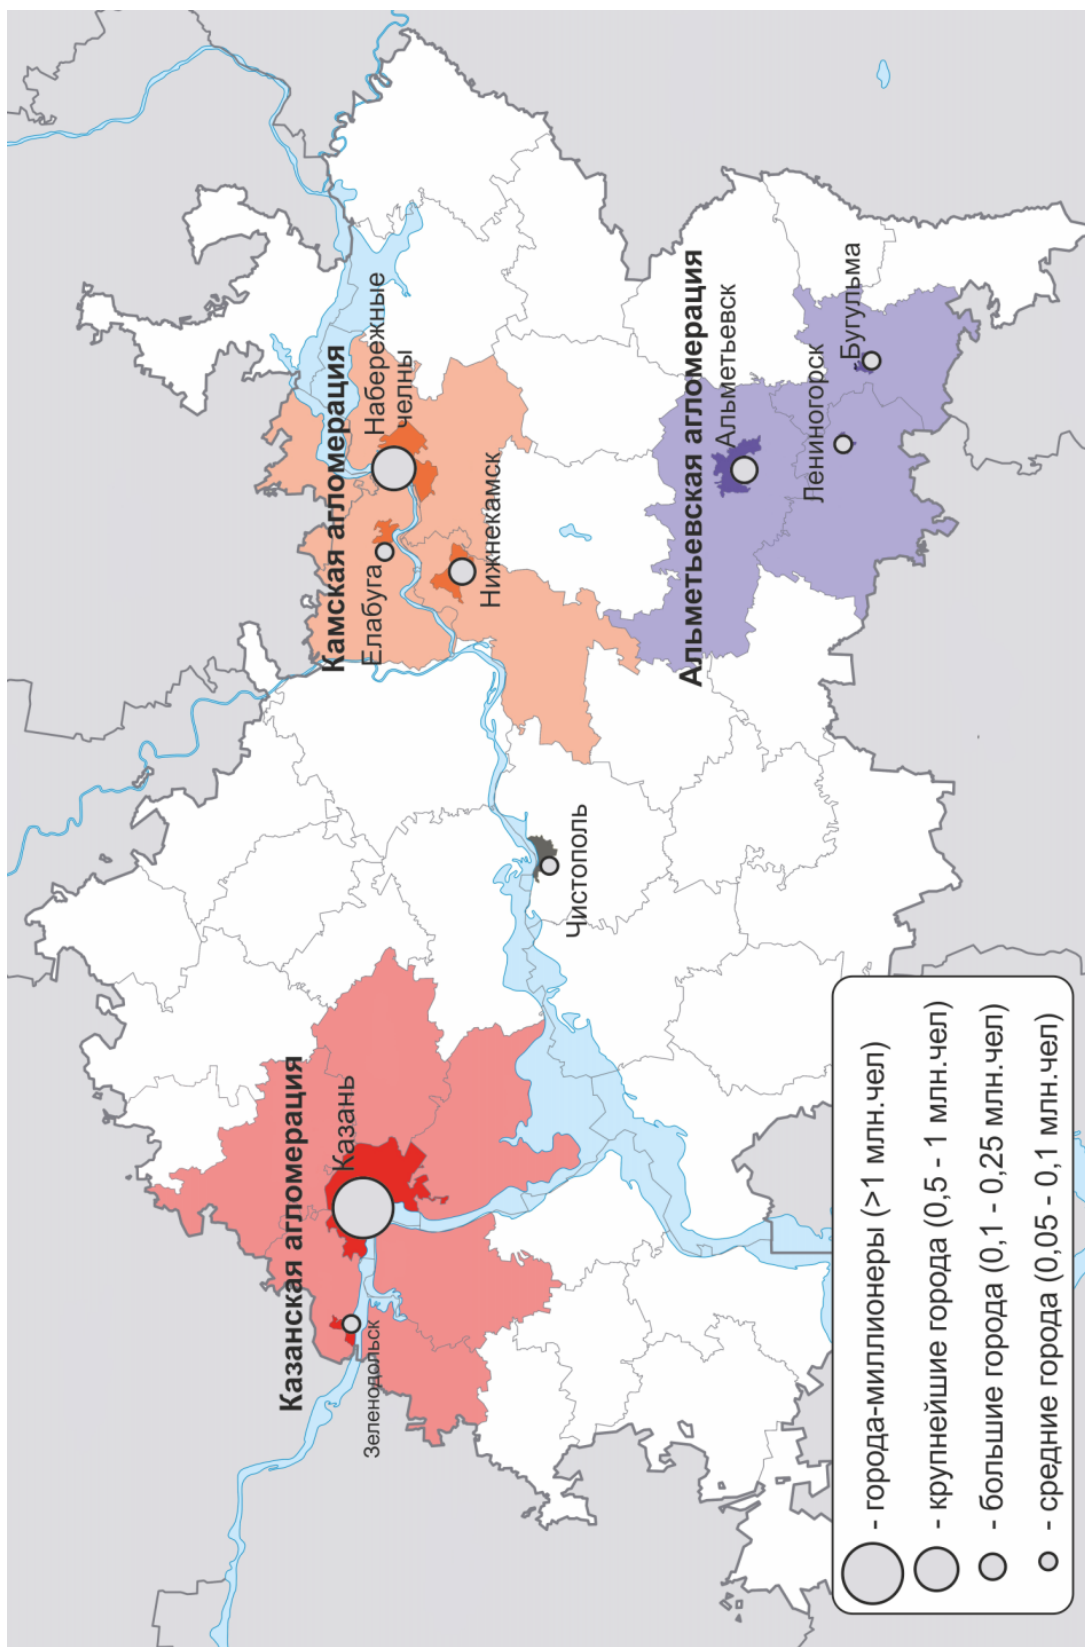 Казанская агломерация
Казань
Зеленодольск
Камская агломерация
Набережные
челны
Елабуга
Нижнекамск
Чистополь
Альметьевская агломерация
Альметьевск
Лениногорск
Бугульма
- города-миллионеры (>1 млн.чел)
- крупнейшие города (0,5 - 1 млн.чел)
- большие города (0,1 - 0,25 млн.чел)
- средние города (0,05 - 0,1 млн.чел)